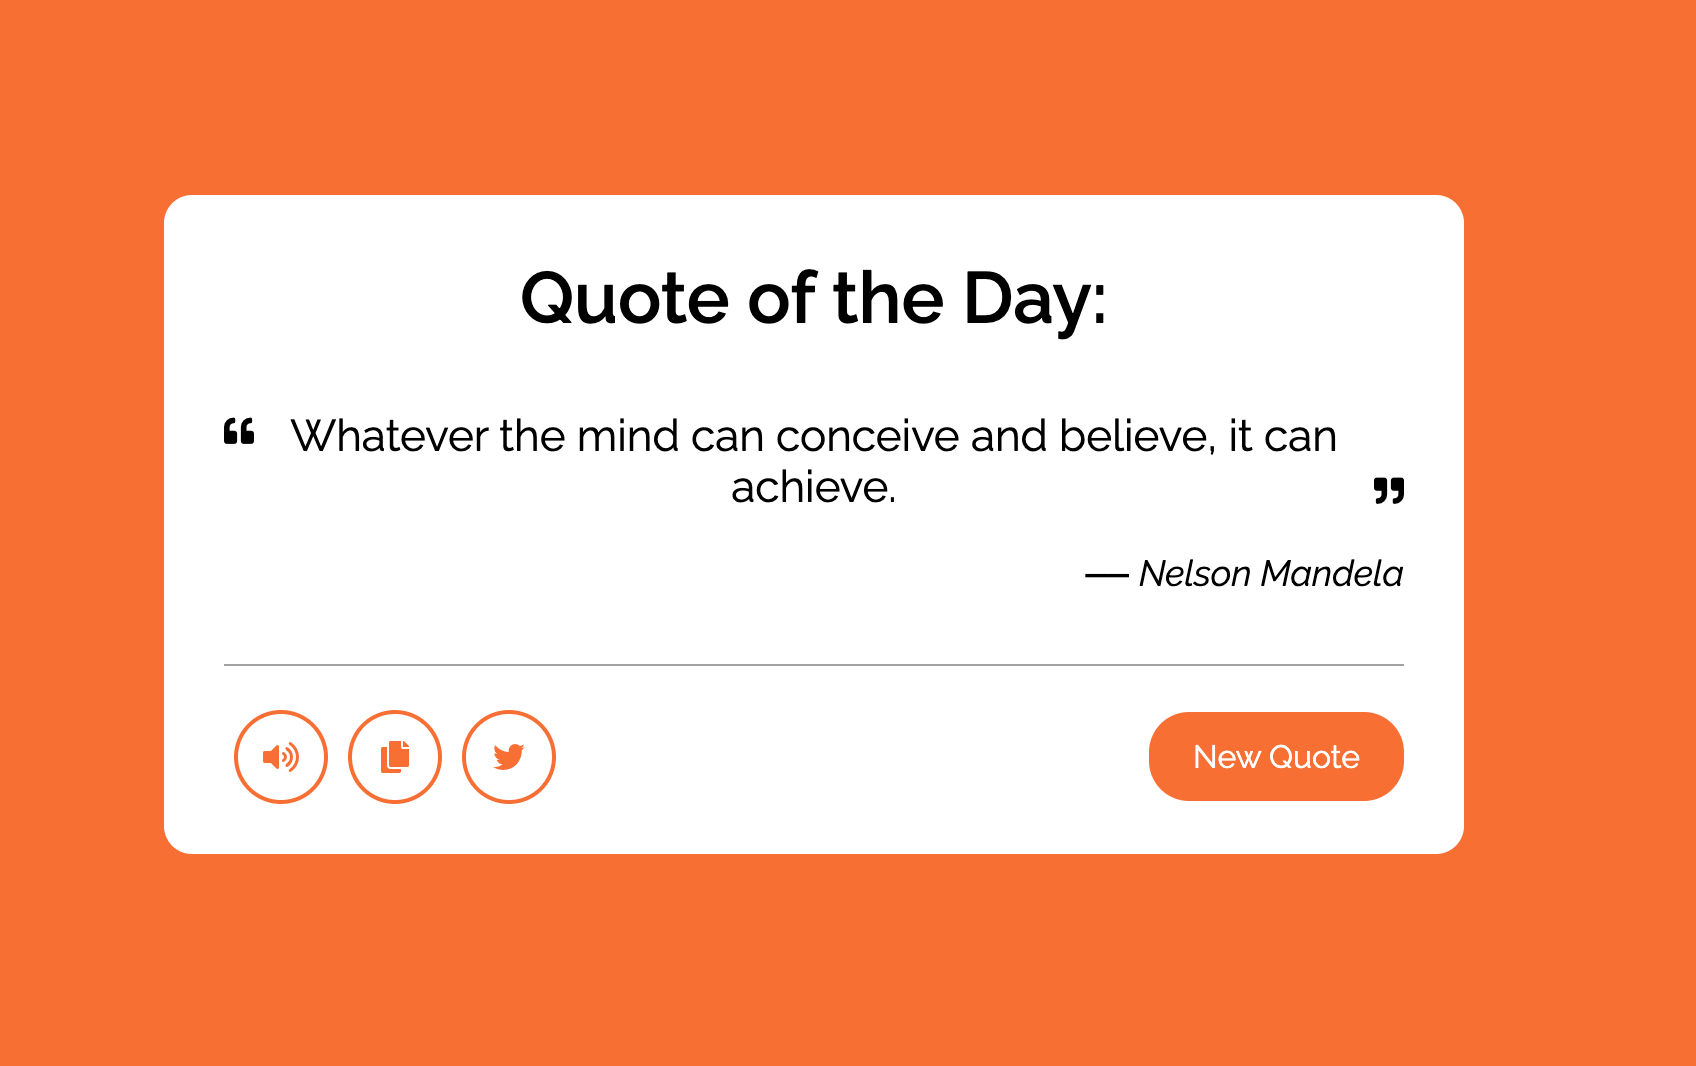 Quote of the Day:
“ Whatever the mind can conceive and believe, it can
achieve. ”
— Nelson Mandela
New Quote